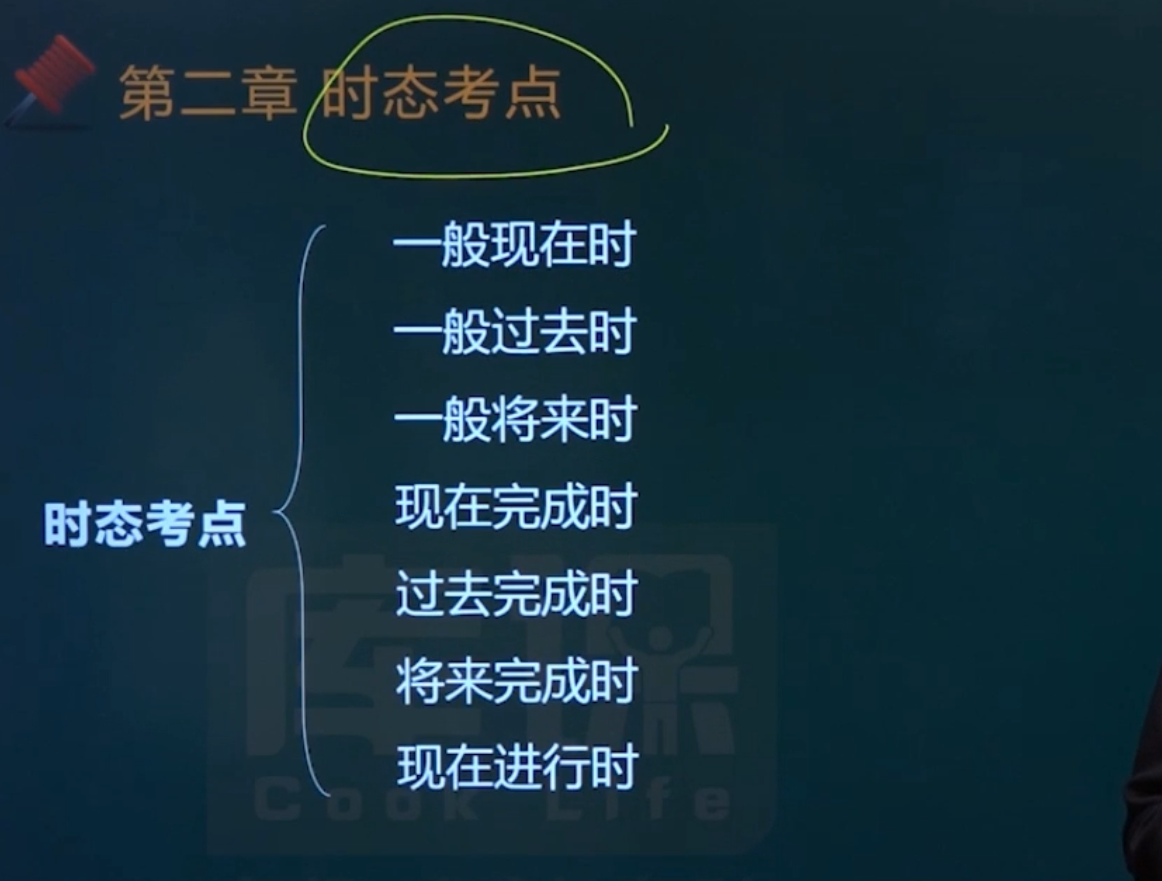 第二章 时态考点
一般现在时
一般过去时
一般将来时
现在完成时
时态考点
过去完成时
将来完成时
现在进行时
库课
Cook Life